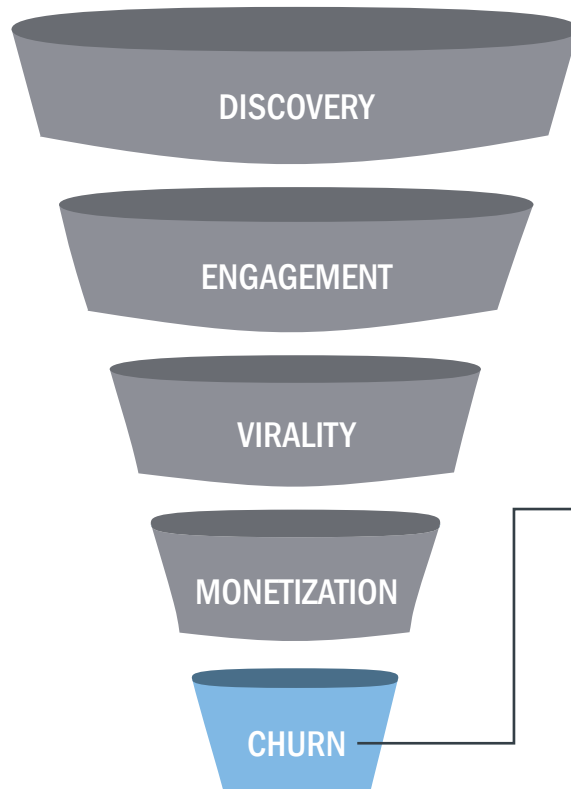 DISCOVERY
ENGAGEMENT
VIRALITY
MONETIZATION
CHURN